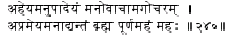 अहेयमनुपादेयं मनोवाचामगोचरम् ।
अप्रमेयमनाद्यन्तं ब्रह्म पूर्णमहं महः ॥ २४० ॥